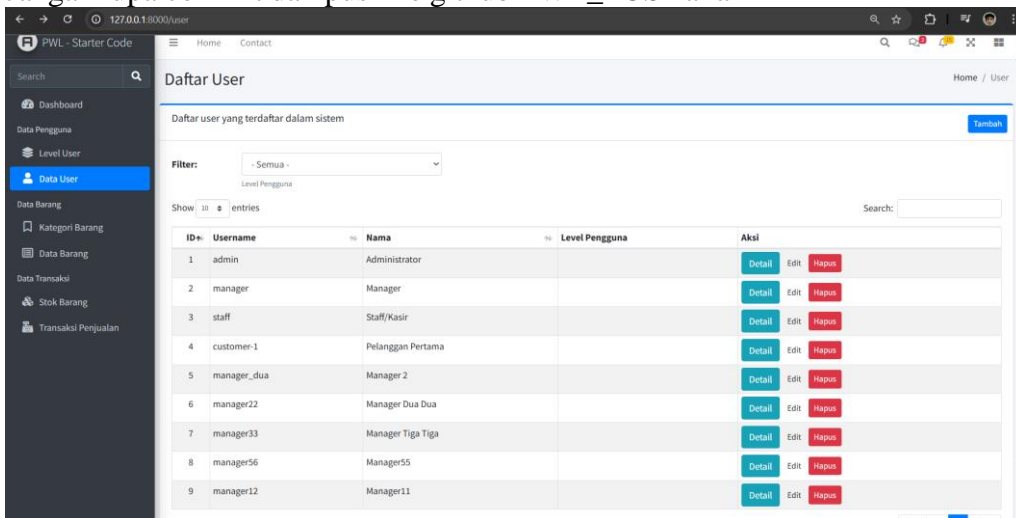 127.0.0.1:8000/user
PWL - Starter Code
Home Contact
Search
Daftar User
Home / User
Dashboard
Daftar user yang terdaftar dalam sistem
Tambah
Data Pengguna
Level User
Filter:
- Semua -
Data User
Level Pengguna
Data Barang
Show 10 entries
Search:
Kategori Barang
ID Username Nama Level Pengguna Aksi
Data Barang
1 admin Administrator Detail Edit Hapus
Data Transaksi
2 manager Manager Detail Edit Hapus
Stok Barang
3 staff Staff/Kasir Detail Edit Hapus
Transaksi Penjualan
4 customer-1 Pelanggan Pertama Detail Edit Hapus
5 manager_dua Manager 2 Detail Edit Hapus
6 manager22 Manager Dua Dua Detail Edit Hapus
7 manager33 Manager Tiga Tiga Detail Edit Hapus
8 manager56 Manager55 Detail Edit Hapus
9 manager12 Manager11 Detail Edit Hapus